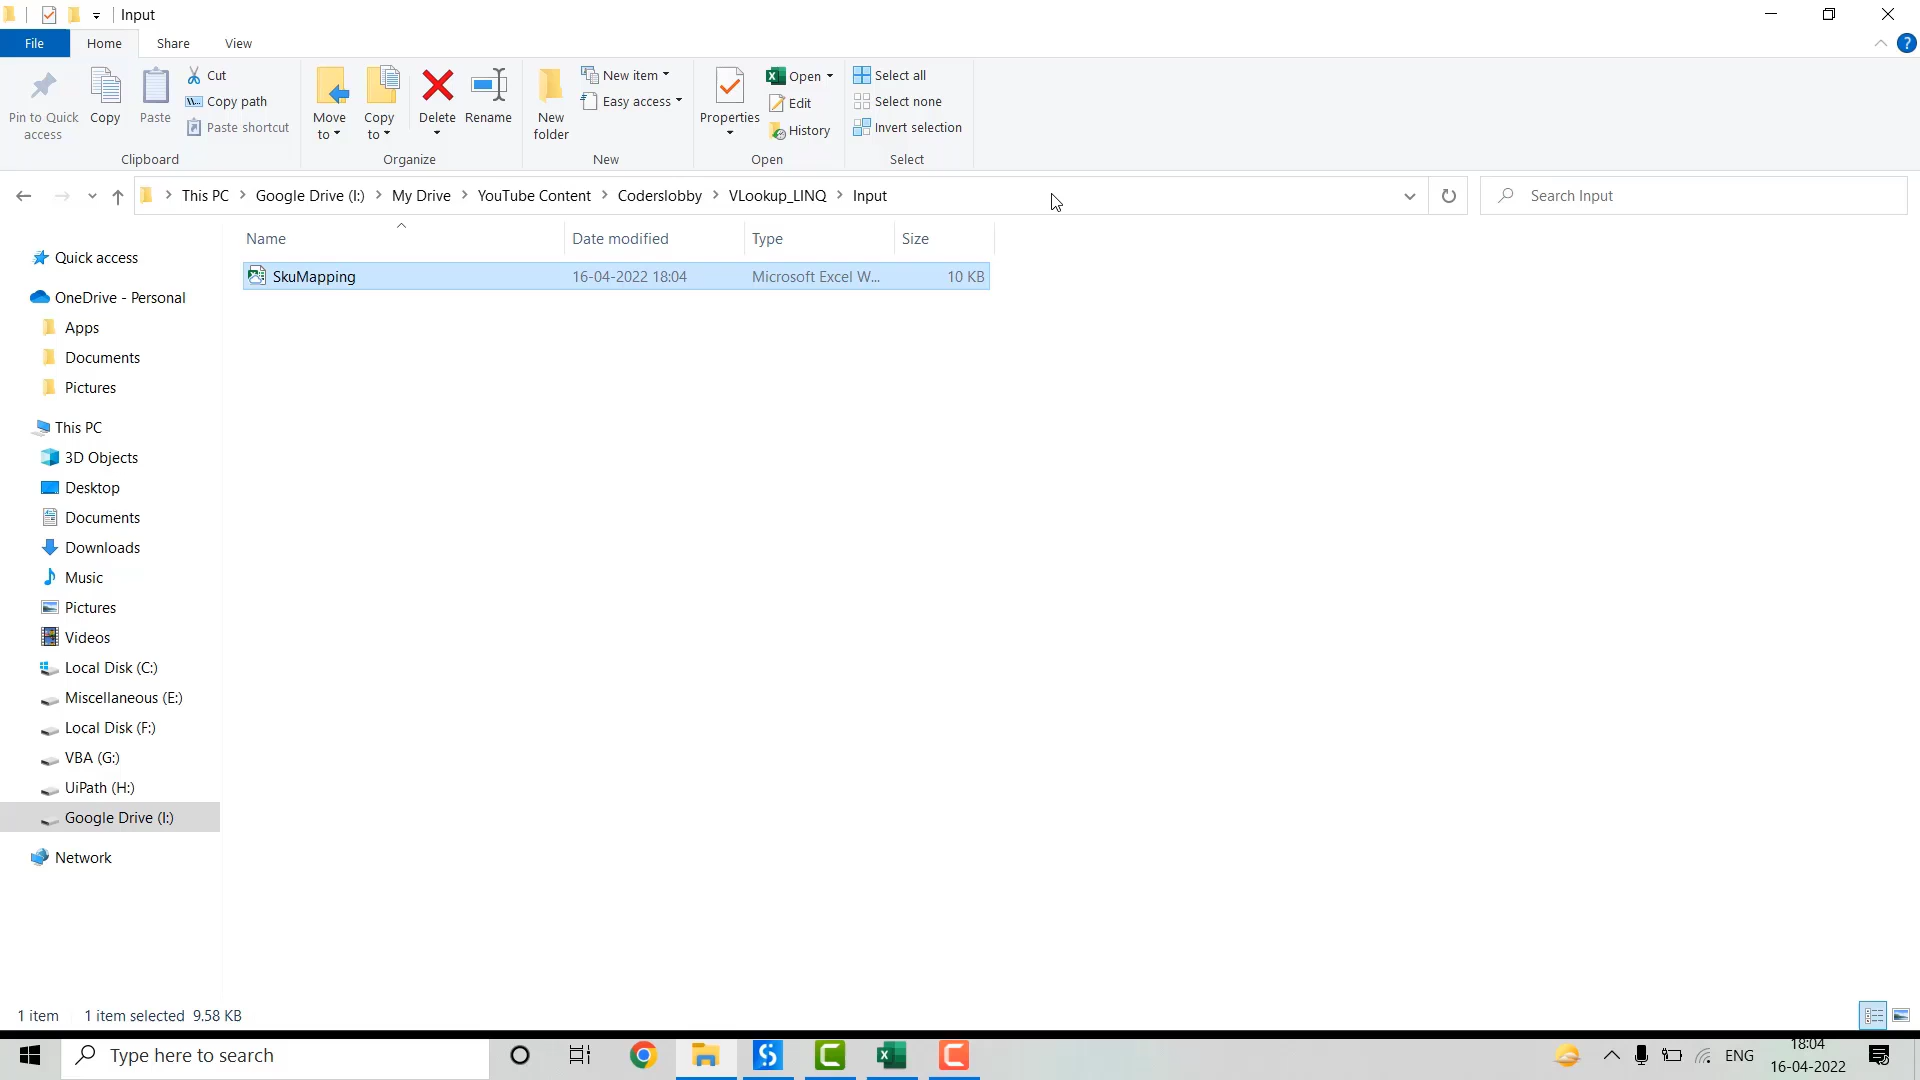 Input
File Home Share View
Pin to Quick access
Copy
Paste
Cut
Copy path
Paste shortcut
Clipboard
Move to
Copy to
Delete
Rename
Organize
New folder
New item
Easy access
New
Properties
Open
Edit
History
Open
Select all
Select none
Invert selection
Select
This PC > Google Drive (I:) > My Drive > YouTube Content > Coderslobby > VLookup_LINQ > Input
Search Input
Name Date modified Type Size
SkuMapping 16-04-2022 18:04 Microsoft Excel W... 10 KB
Quick access
OneDrive - Personal
Apps
Documents
Pictures
This PC
3D Objects
Desktop
Documents
Downloads
Music
Pictures
Videos
Local Disk (C:)
Miscellaneous (E:)
Local Disk (F:)
VBA (G:)
UiPath (H:)
Google Drive (I:)
Network
1 item 1 item selected 9.58 KB
Type here to search
ENG
18:04
16-04-2022